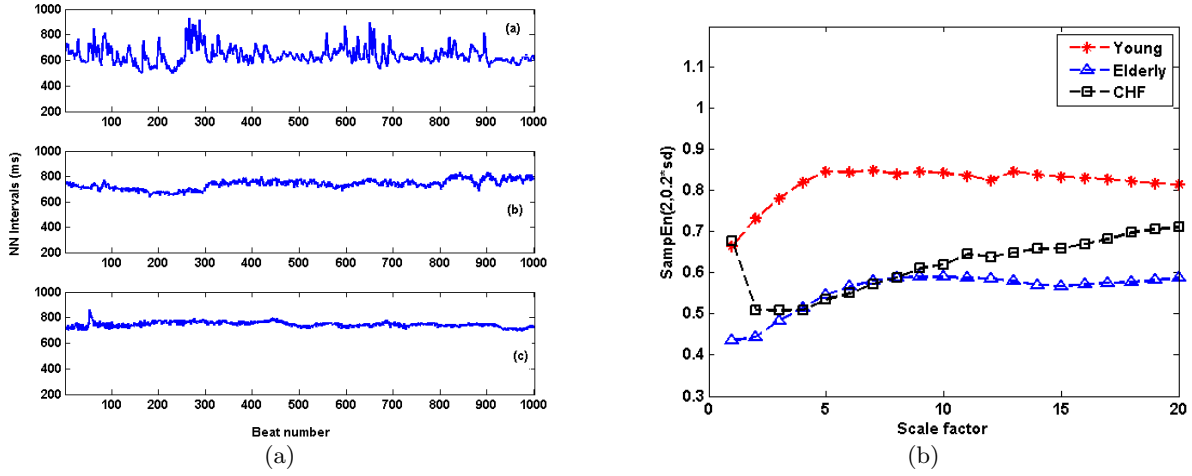 1000
800
600
400
200
(a)
100 200 300 400 500 600 700 800 900 1000
1000
800
600
400
200
(b)
100 200 300 400 500 600 700 800 900 1000
1000
800
600
400
200
(c)
100 200 300 400 500 600 700 800 900 1000
NN Intervals (ms)
Beat number
(a)
SampEn(2,0.2*sd)
1.1
1
0.9
0.8
0.7
0.6
0.5
0.4
0.3
Young
Elderly
CHF
0 5 10 15 20
Scale factor
(b)